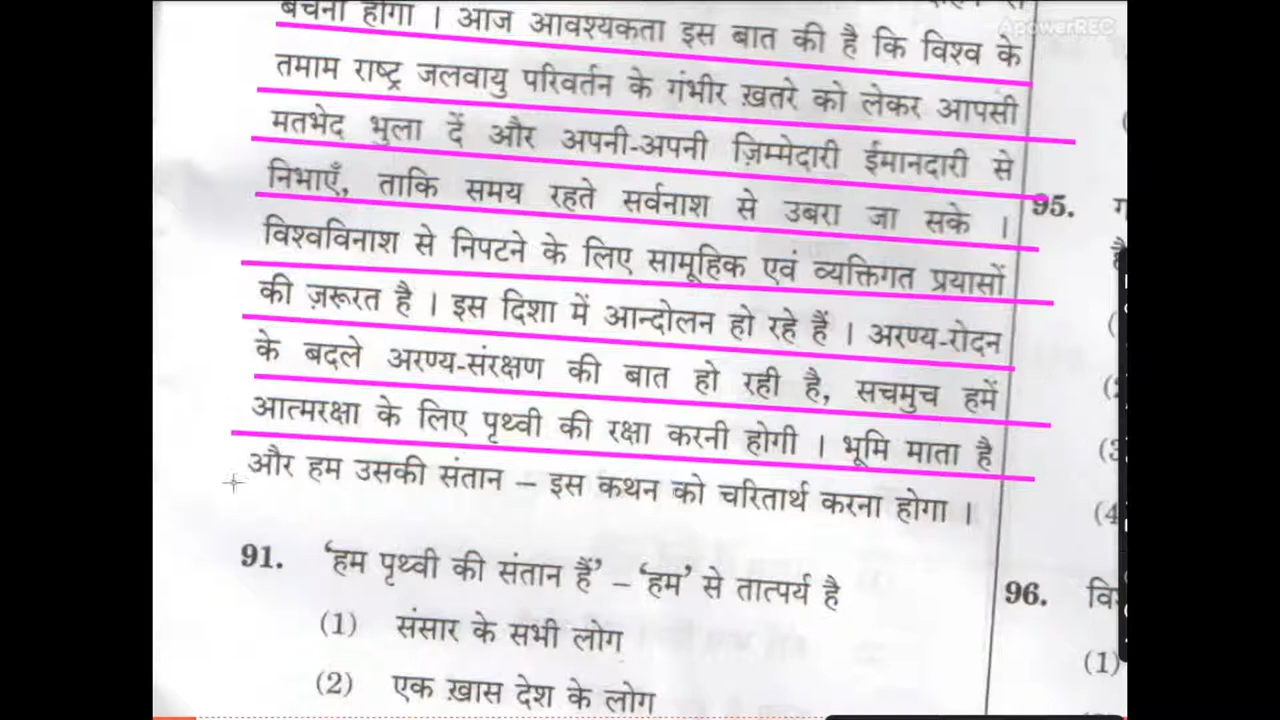 बचना होगा । आज आवश्यकता इस बात की है कि विश्व के
तमाम राष्ट्र जलवायु परिवर्तन के गंभीर ख़तरे को लेकर आपसी
मतभेद भुला दें और अपनी-अपनी ज़िम्मेदारी ईमानदारी से
निभाएँ, ताकि समय रहते सर्वनाश से उबरा जा सके ।
विश्वविनाश से निपटने के लिए सामूहिक एवं व्यक्तिगत प्रयासों
की ज़रूरत है । इस दिशा में आन्दोलन हो रहे हैं । अरण्य-रोदन
के बदले अरण्य-संरक्षण की बात हो रही है, सचमुच हमें
आत्मरक्षा के लिए पृथ्वी की रक्षा करनी होगी । भूमि माता है
और हम उसकी संतान – इस कथन को चरितार्थ करना होगा ।
91. 'हम पृथ्वी की संतान हैं' – 'हम' से तात्पर्य है
(1) संसार के सभी लोग
(2) एक ख़ास देश के लोग
ApowerREC
95.
(4
96.
(1)